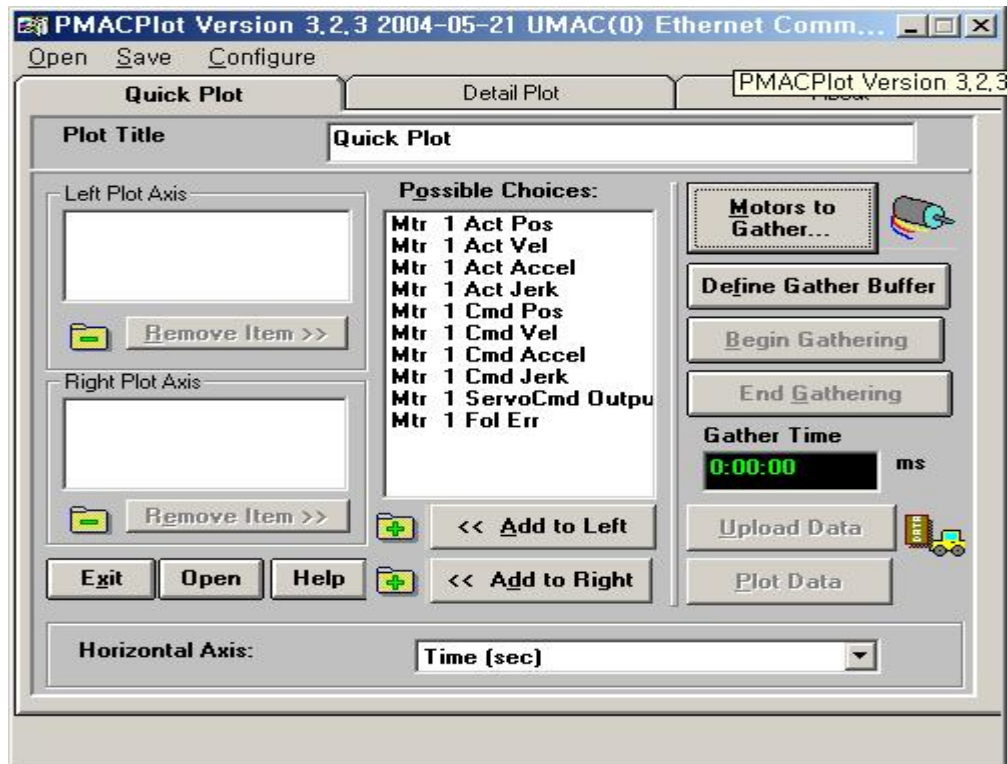 PMACPlot Version 3,2,3 2004-05-21 UMAC(0) Ethernet Comm...
Open Save Configure
PMACPlot Version 3,2,3
Quick Plot
Detail Plot
Plot Title
Quick Plot
Left Plot Axis
Remove Item >>
Right Plot Axis
Remove Item >>
Exit
Open
Help
Possible Choices:
Mtr 1 Act Pos
Mtr 1 Act Vel
Mtr 1 Act Accel
Mtr 1 Act Jerk
Mtr 1 Cmd Pos
Mtr 1 Cmd Vel
Mtr 1 Cmd Accel
Mtr 1 Cmd Jerk
Mtr 1 ServoCmd Outpu
Mtr 1 Fol Err
<< Add to Left
<< Add to Right
Motors to
Gather...
Define Gather Buffer
Begin Gathering
End Gathering
Gather Time
0:00:00
ms
Upload Data
DATA
Plot Data
Horizontal Axis:
Time (sec)